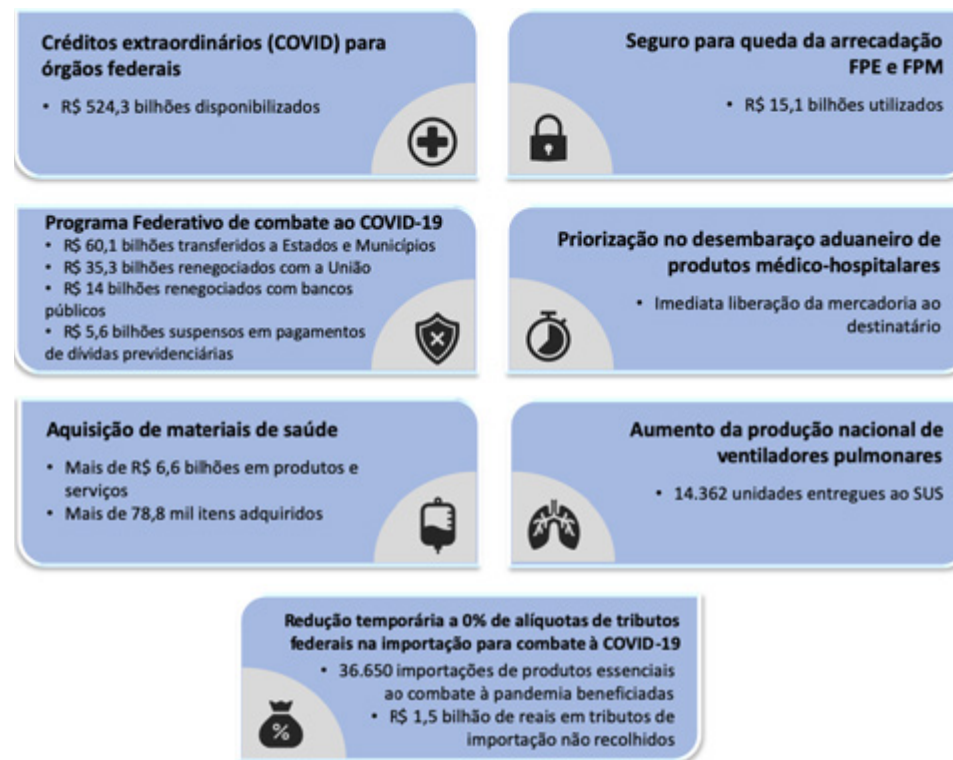 Créditos extraordinários (COVID) para
órgãos federais
• R$ 524,3 bilhões disponibilizados
Seguro para queda da arrecadação
FPE e FPM
• R$ 15,1 bilhões utilizados
Programa Federativo de combate ao COVID-19
• R$ 60,1 bilhões transferidos a Estados e Municípios
• R$ 35,3 bilhões renegociados com a União
• R$ 14 bilhões renegociados com bancos
públicos
• R$ 5,6 bilhões suspensos em pagamentos
de dívidas previdenciárias
Priorização no desembaraço aduaneiro de
produtos médico-hospitalares
• Imediata liberação da mercadoria ao
destinatário
Aquisição de materiais de saúde
• Mais de R$ 6,6 bilhões em produtos e
serviços
• Mais de 78,8 mil itens adquiridos
Aumento da produção nacional de
ventiladores pulmonares
• 14.362 unidades entregues ao SUS
Redução temporária a 0% de alíquotas de tributos
federais na importação para combate à COVID-19
• 36.650 importações de produtos essenciais
ao combate à pandemia beneficiadas
• R$ 1,5 bilhão de reais em tributos de
importação não recolhidos
%